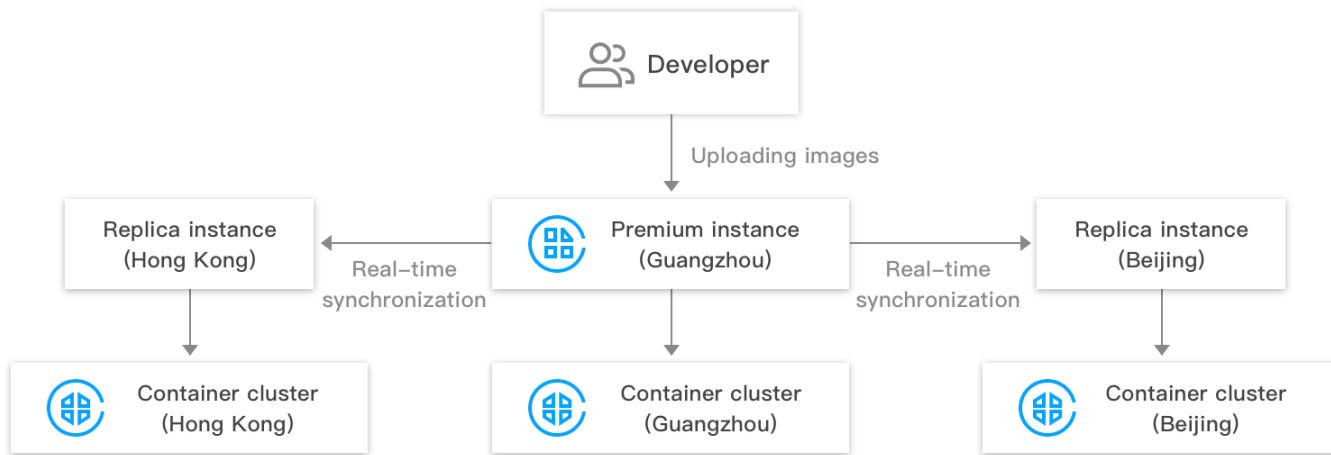 Developer
Uploading images
Replica instance
(Hong Kong)
Real-time
synchronization
Premium instance
(Guangzhou)
Real-time
synchronization
Replica instance
(Beijing)
Container cluster
(Hong Kong)
Container cluster
(Guangzhou)
Container cluster
(Beijing)